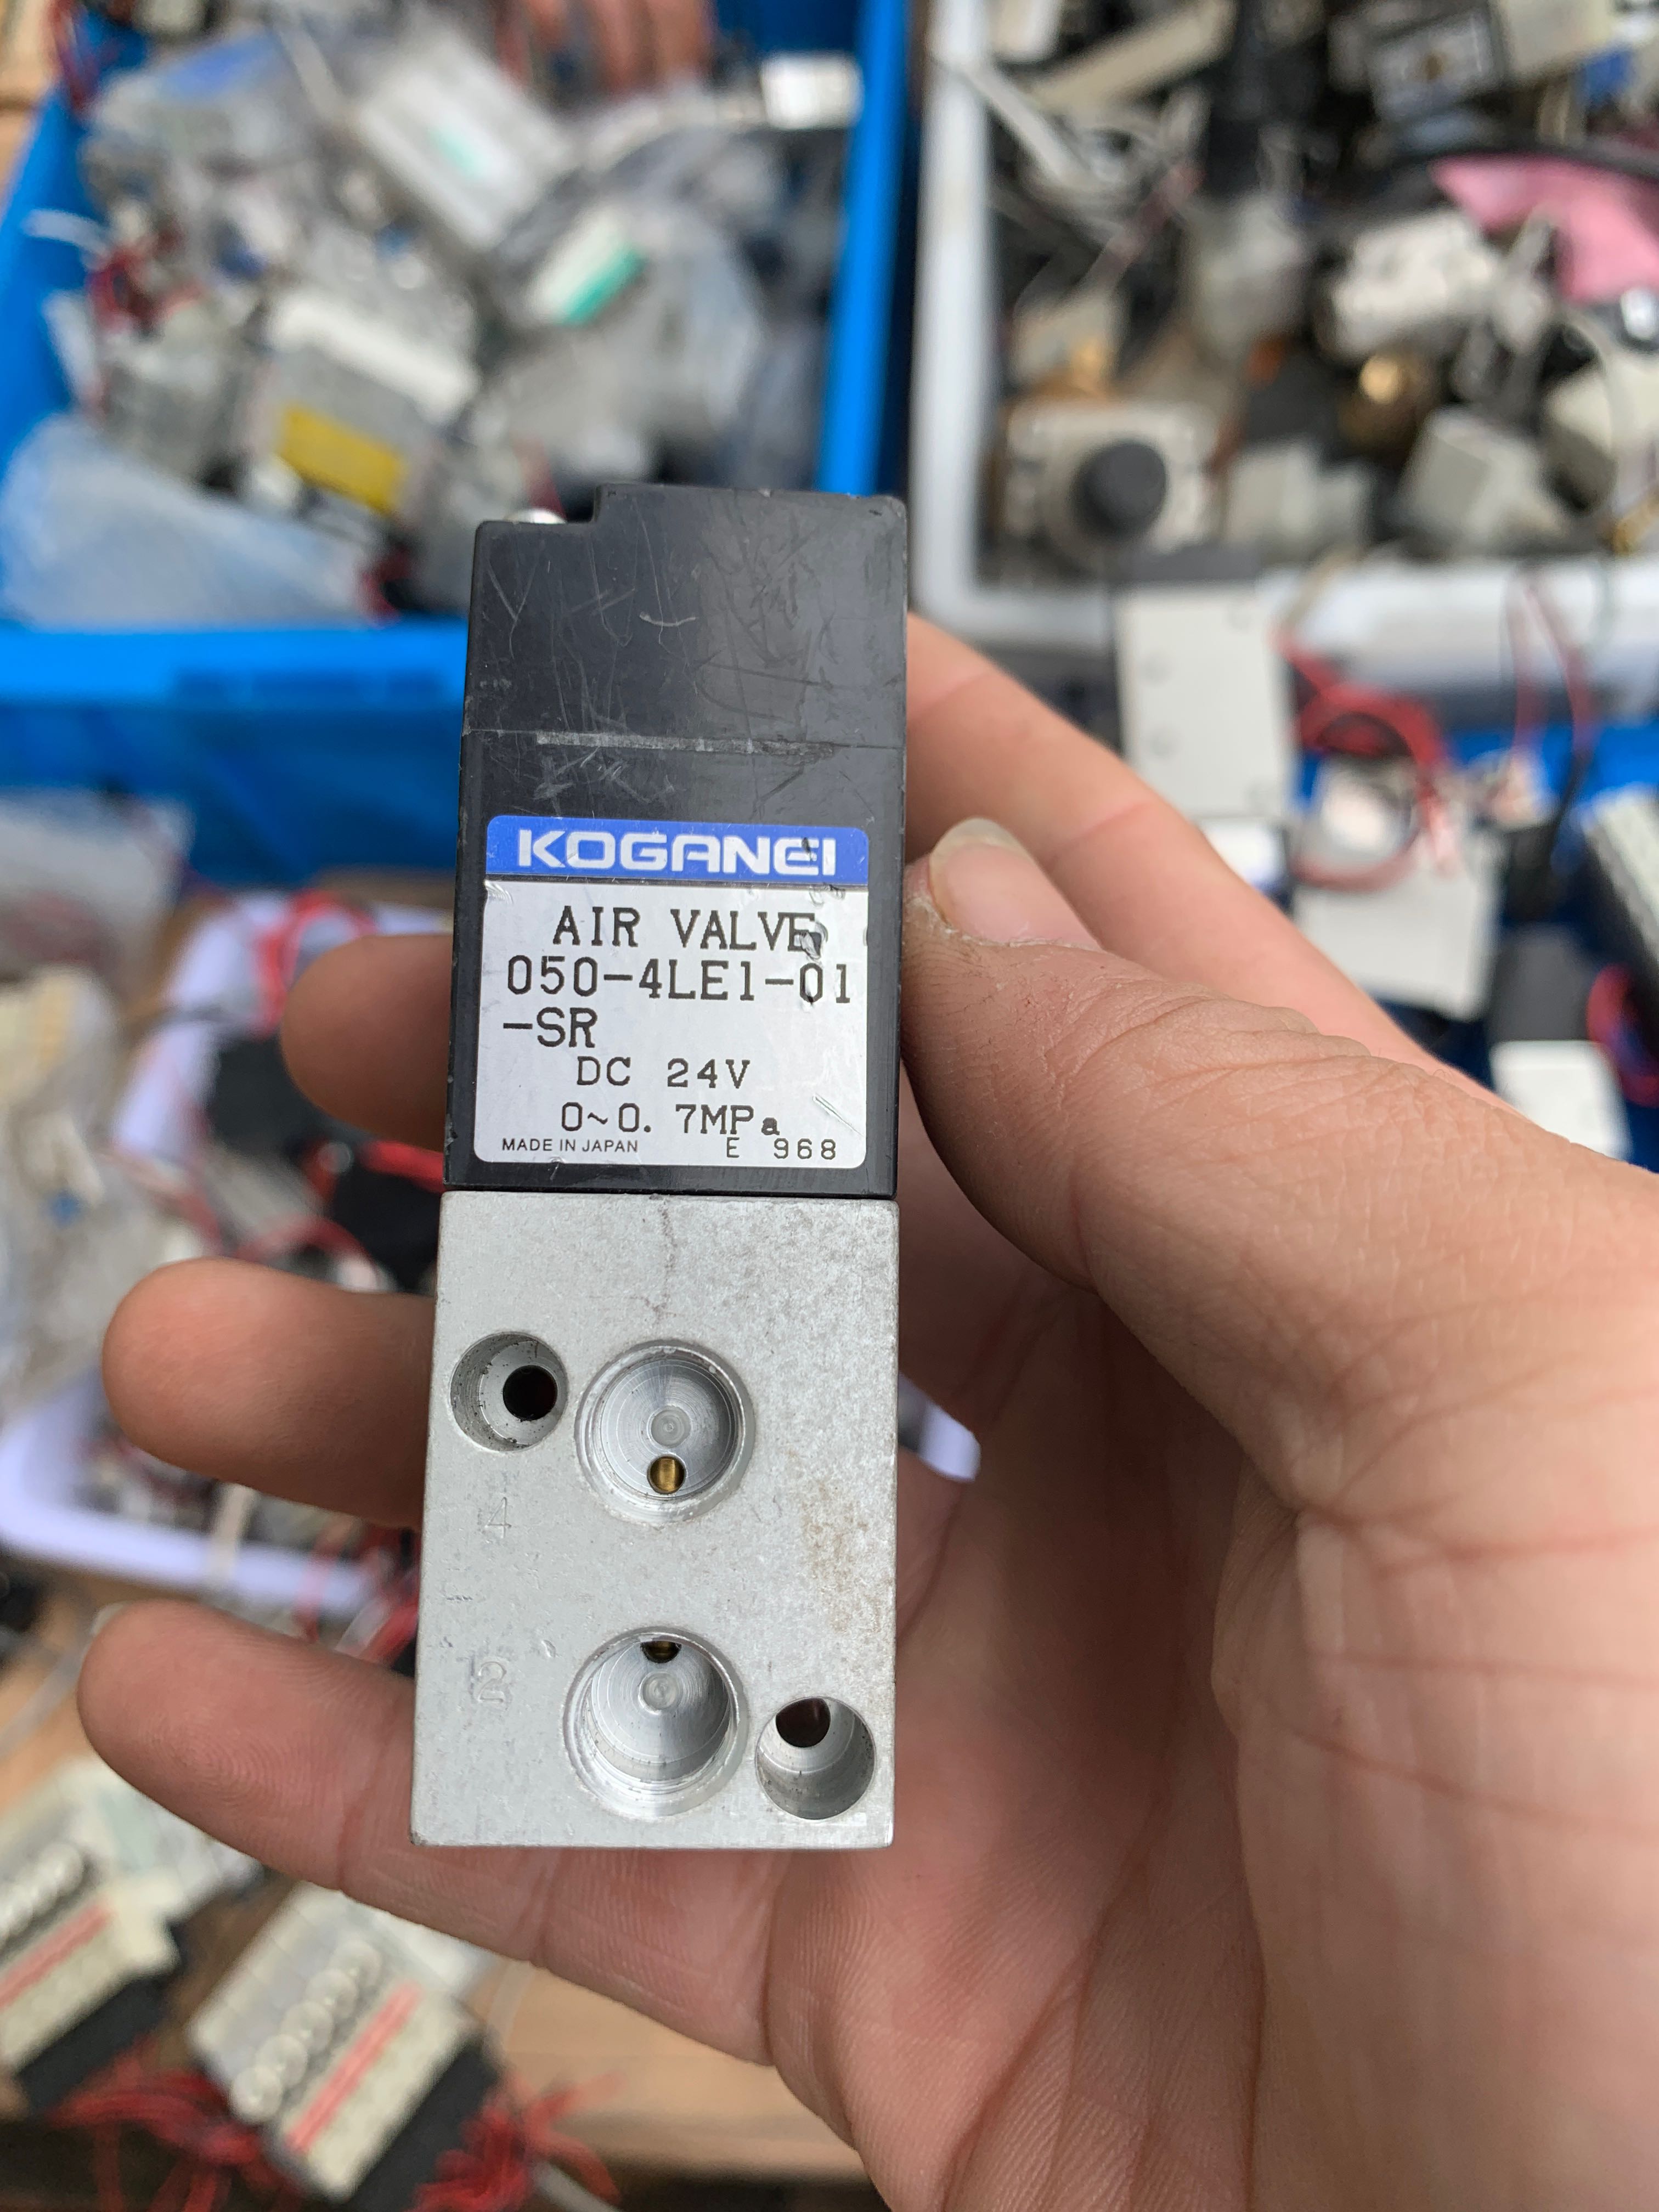 KOGANEI
AIR VALVE
050-4LE1-01
-SR
DC 24V
0~0.7MPa
MADE IN JAPAN E 968
4
2